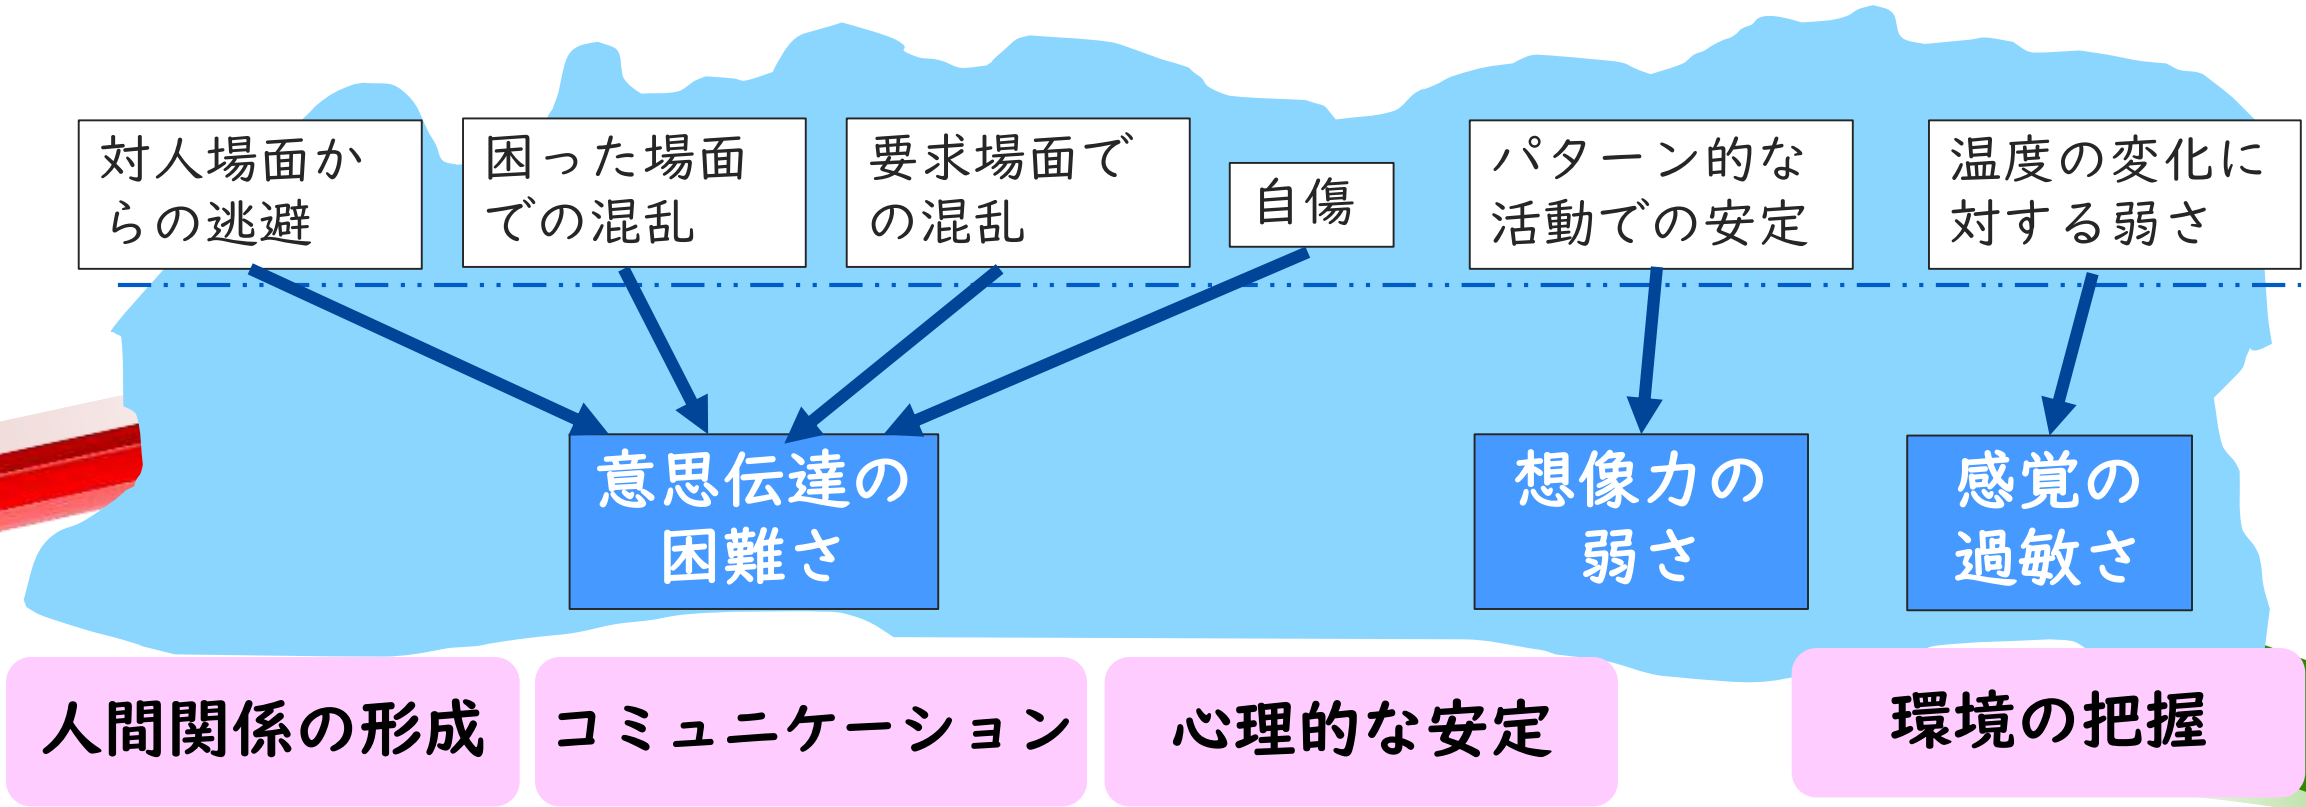 対人場面か
らの逃避
困った場面
での混乱
要求場面で
の混乱
自傷
パターン的な
活動での安定
温度の変化に
対する弱さ
意思伝達の
困難さ
想像力の
弱さ
感覚の
過敏さ
人間関係の形成
コミュニケーション
心理的な安定
環境の把握